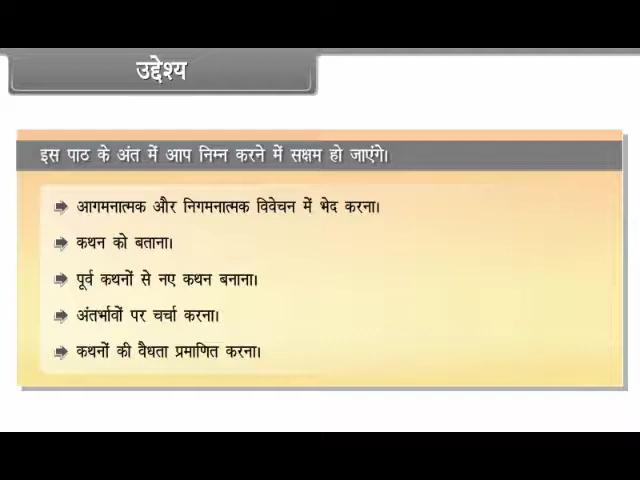 उद्देश्य
इस पाठ के अंत में आप निम्न करने में सक्षम हो जाएंगे।
आगमनात्मक और निगमनात्मक विवेचन में भेद करना।
कथन को बताना।
पूर्व कथनों से नए कथन बनाना।
अंतर्भावों पर चर्चा करना।
कथनों की वैधता प्रमाणित करना।